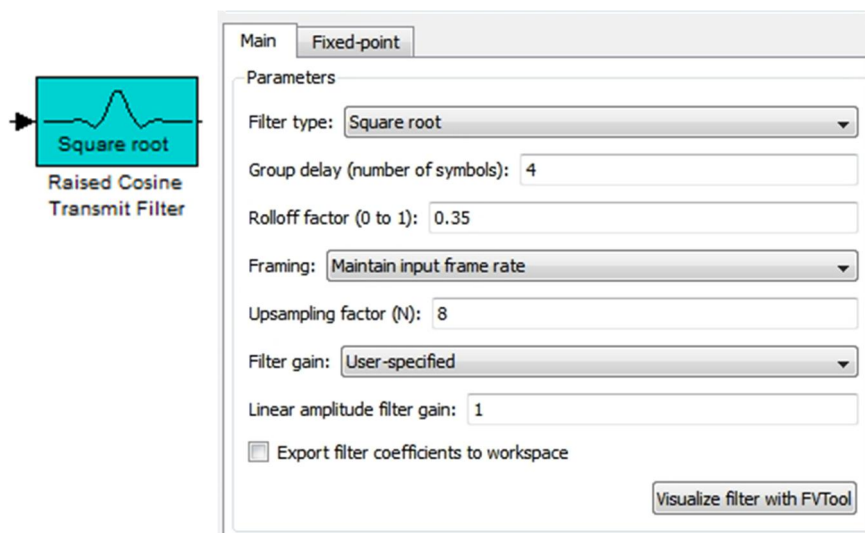 Square root
Raised Cosine
Transmit Filter
Main
Fixed-point
Parameters
Filter type: Square root
Group delay (number of symbols): 4
Rolloff factor (0 to 1): 0.35
Framing: Maintain input frame rate
Upsampling factor (N): 8
Filter gain: User-specified
Linear amplitude filter gain: 1
Export filter coefficients to workspace
Visualize filter with FVTool